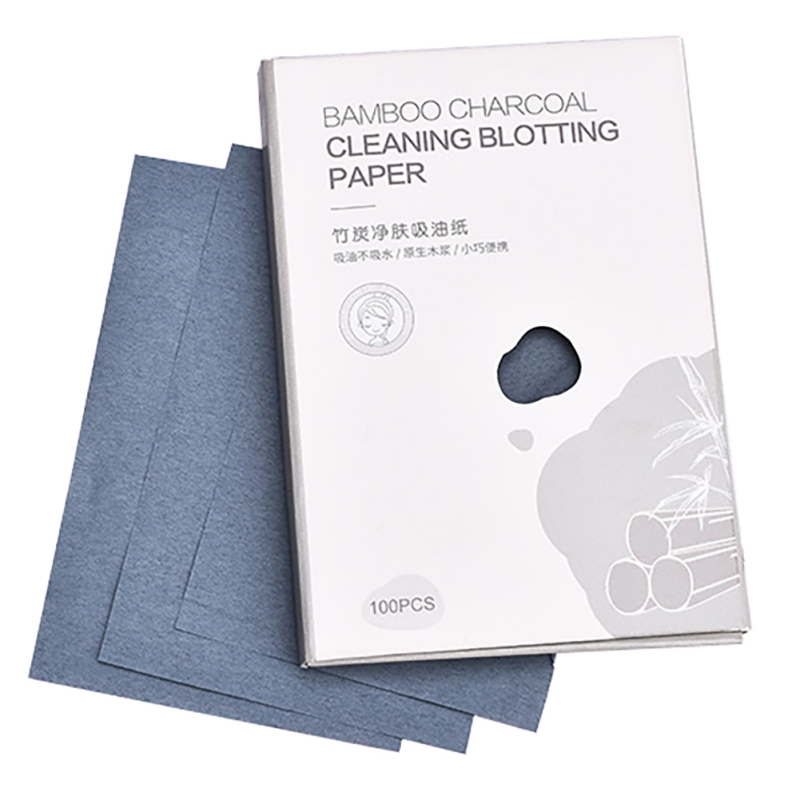 BAMBOO CHARCOAL
CLEANING BLOTTING
PAPER
竹炭净肤吸油纸
吸油不吸水 / 原生木浆 / 小巧便携
100PCS